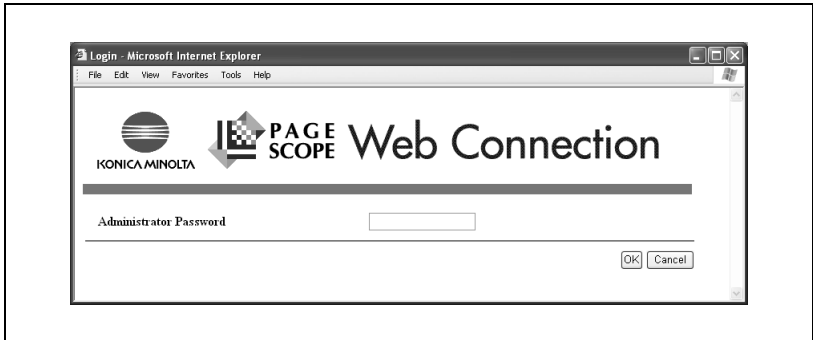 Login - Microsoft Internet Explorer
File Edit View Favorites Tools Help
KONICA MINOLTA
PAGE SCOPE Web Connection
Administrator Password
OK Cancel